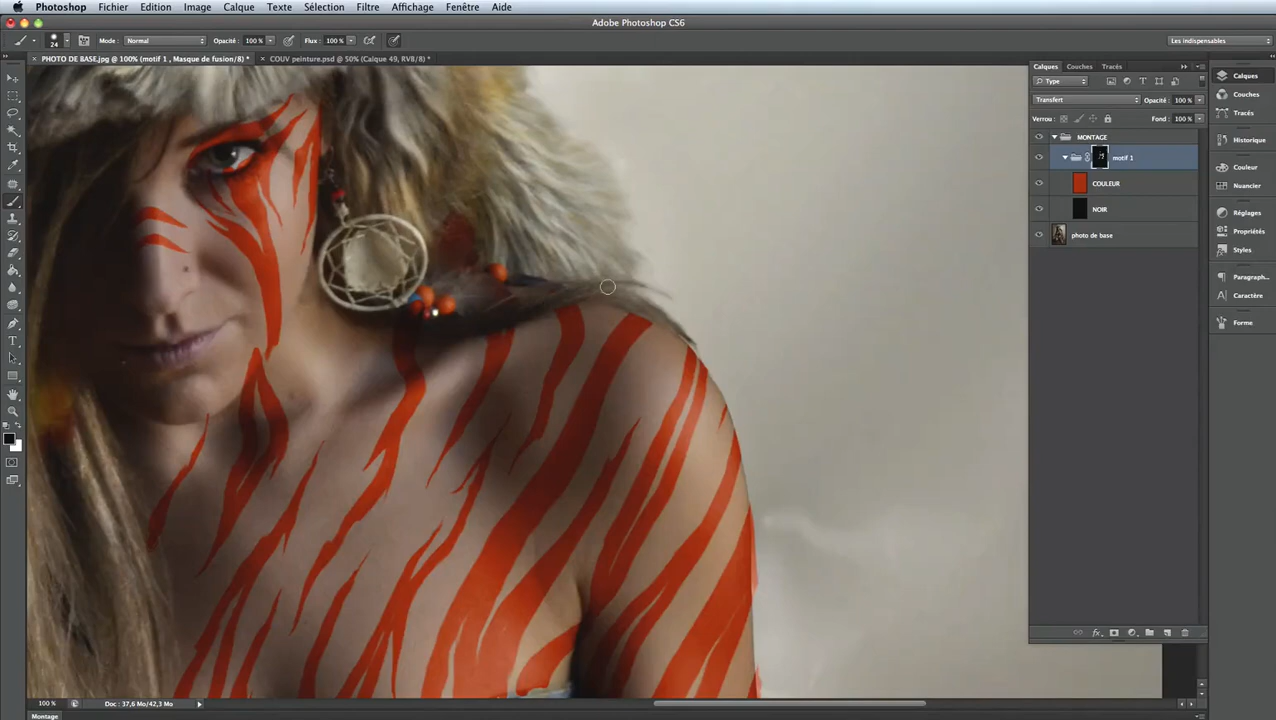 Photoshop Fichier Edition Image Calque Texte Sélection Filtre Affichage Fenêtre Aide
Adobe Photoshop CS6
24 Mode: Normal Opacité: 100 % Flux: 100 % Les indispensables
× PHOTO DE BASE.jpg @ 100% (motif 1 , Masque de fusion/8) * × COUV peinture.psd @ 50% (Calque 49, RVB/8) *
Calques Couches Tracés
Type
Transfert Opacité: 100 %
Verrou: Fond: 100 %
MONTAGE
motif 1
COULEUR
NOIR
photo de base
Calques
Couches
Tracés
Historique
Couleur
Nuancier
Réglages
Propriétés
Styles
Paragraph...
Caractère
Forme
100 % Doc : 37,6 Mo/42,3 Mo
Montage